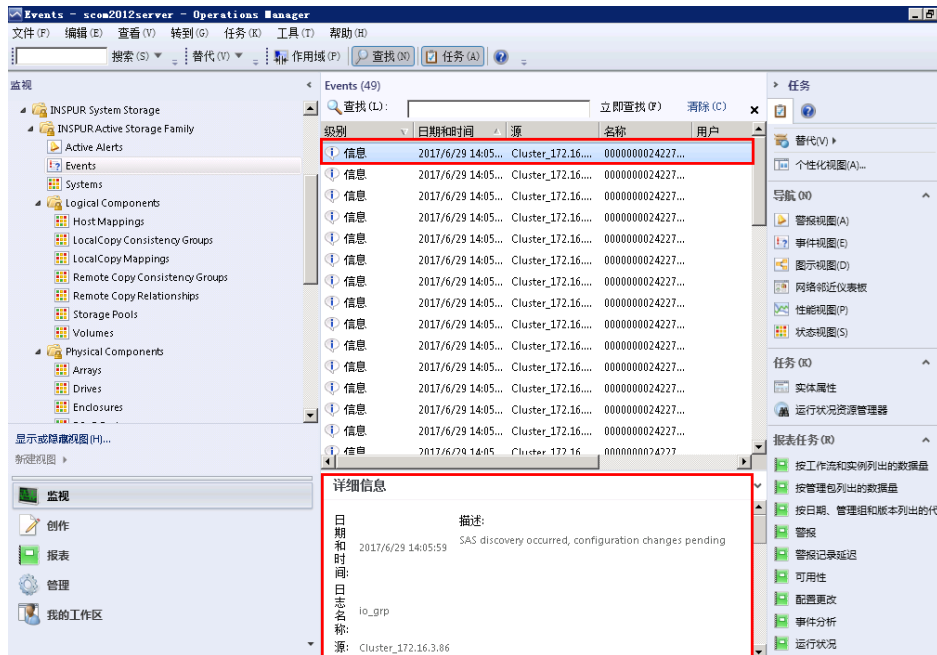 Events - scom2012server - Operations Manager
文件(F) 编辑(E) 查看(V) 转到(G) 任务(K) 工具(T) 帮助(H)
搜索(S) 替代(V) 作用域(P) 查找(N) 任务(A)
监视
INSPUR System Storage
INSPUR Active Storage Family
Active Alerts
Events
Systems
Logical Components
Host Mappings
LocalCopy Consistency Groups
LocalCopy Mappings
Remote Copy Consistency Groups
Remote Copy Relationships
Storage Pools
Volumes
Physical Components
Arrays
Drives
Enclosures
显示或隐藏视图(H)...
新建视图
监视
创作
报表
管理
我的工作区
Events (49)
查找(L): 立即查找(F) 清除(C)
级别 日期和时间 源 名称 用户
信息 2017/6/29 14:05... Cluster_172.16.... 0000000024227...
信息 2017/6/29 14:05... Cluster_172.16.... 0000000024227...
信息 2017/6/29 14:05... Cluster_172.16.... 0000000024227...
信息 2017/6/29 14:05... Cluster_172.16.... 0000000024227...
信息 2017/6/29 14:05... Cluster_172.16.... 0000000024227...
信息 2017/6/29 14:05... Cluster_172.16.... 0000000024227...
信息 2017/6/29 14:05... Cluster_172.16.... 0000000024227...
信息 2017/6/29 14:05... Cluster_172.16.... 0000000024227...
信息 2017/6/29 14:05... Cluster_172.16.... 0000000024227...
信息 2017/6/29 14:05... Cluster_172.16.... 0000000024227...
信息 2017/6/29 14:05... Cluster_172.16.... 0000000024227...
信息 2017/6/29 14:05... Cluster_172.16.... 0000000024227...
信息 2017/6/29 14:05... Cluster_172.16.... 0000000024227...
信息 2017/6/29 14:05... Cluster_172.16.... 0000000024227...
信息 2017/6/29 14:05... Cluster_172.16 0000000024227...
详细信息
日期和时间: 2017/6/29 14:05:59
描述:
SAS discovery occurred, configuration changes pending
日志名称: io_grp
源: Cluster_172.16.3.86
任务
替代(V)
个性化视图(A)...
导航(N)
警报视图(A)
事件视图(E)
图示视图(D)
网络邻近仪表板
性能视图(P)
状态视图(S)
任务(K)
实体属性
运行状况资源管理器
报表任务(R)
按工作流和实例列出的数据量
按管理包列出的数据量
按日期、管理组和版本列出的代
警报
警报记录延迟
可用性
配置更改
事件分析
运行状况